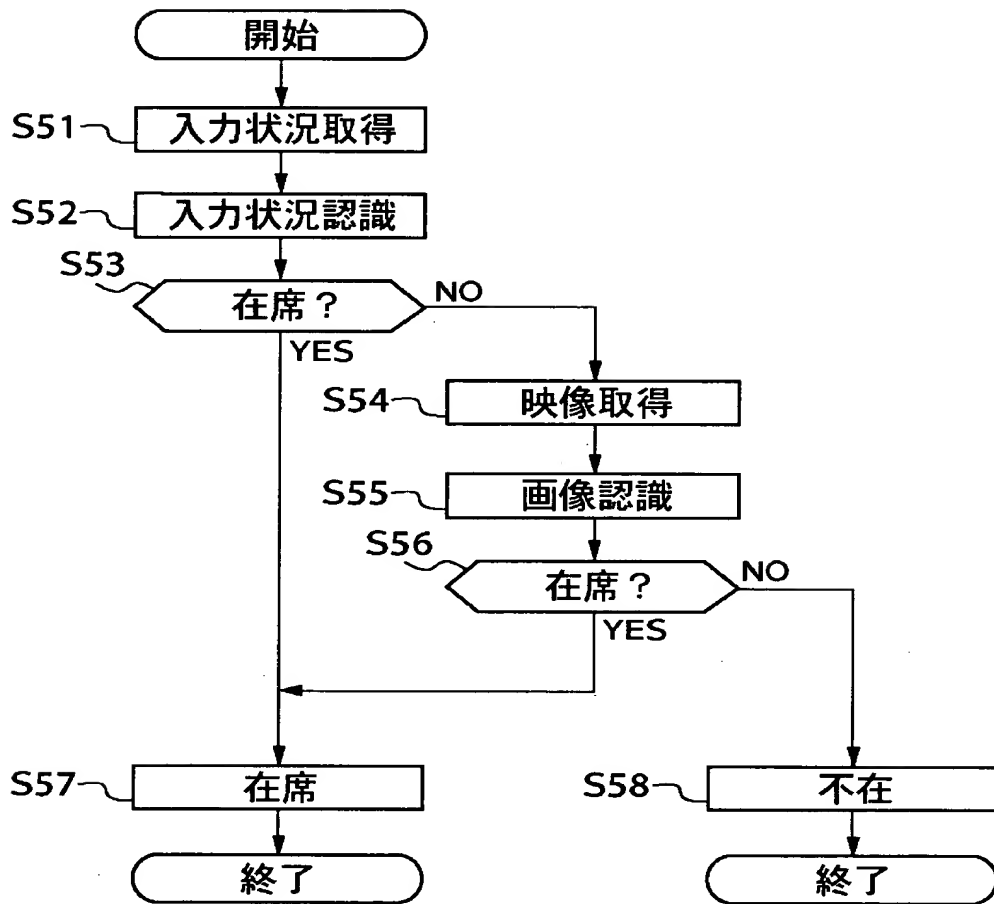 開始
S51
入力状況取得
S52
入力状況認識
S53
在席？
NO
YES
S54
映像取得
S55
画像認識
S56
在席？
NO
YES
S57
在席
S58
不在
終了
終了